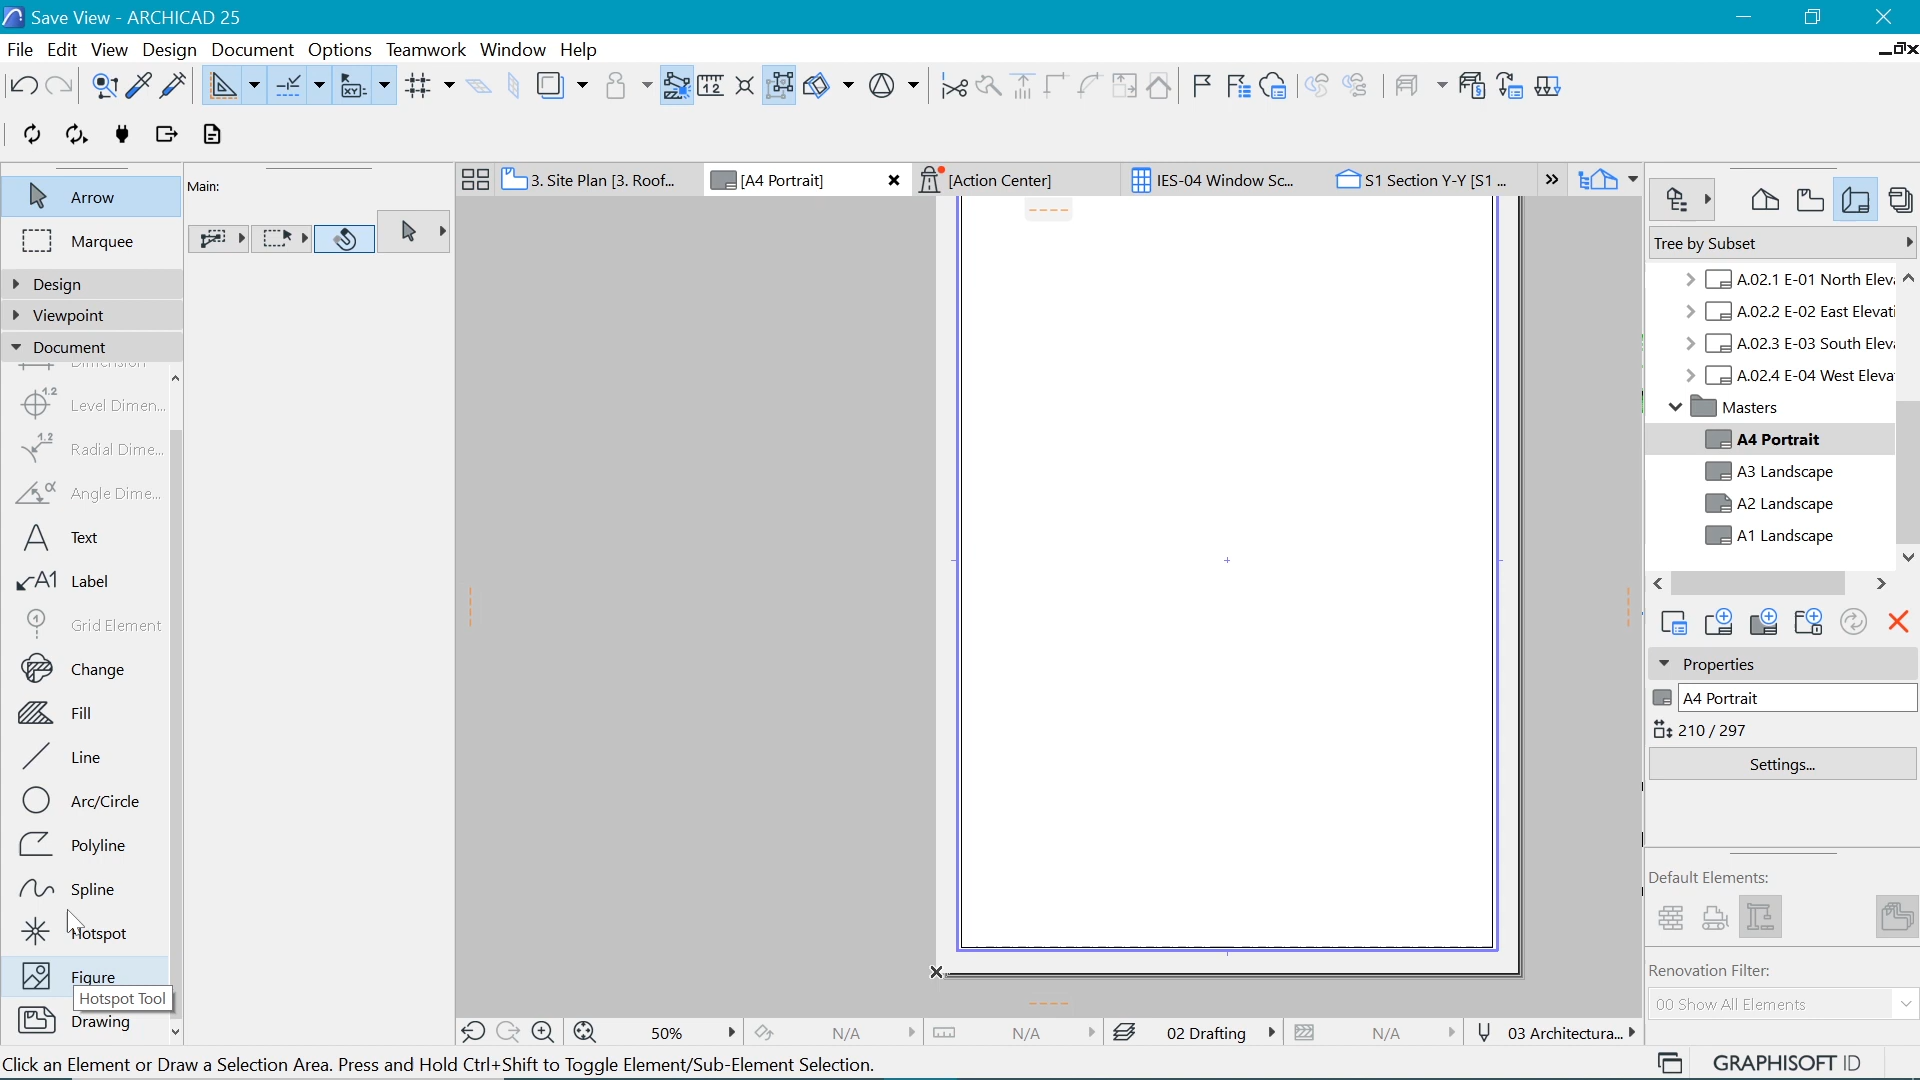 Save View - ARCHICAD 25
File Edit View Design Document Options Teamwork Window Help
Main:
3. Site Plan [3. Roof...
[A4 Portrait]
[Action Center]
IES-04 Window Sc...
S1 Section Y-Y [S1 ...
Arrow
Marquee
Design
Viewpoint
Document
Dimension
Level Dimen...
Radial Dime...
Angle Dime...
Text
Label
Grid Element
Change
Fill
Line
Arc/Circle
Polyline
Spline
Hotspot
Figure
Hotspot Tool
Drawing
Tree by Subset
A.02.1 E-01 North Elev
A.02.2 E-02 East Elevati
A.02.3 E-03 South Elev
A.02.4 E-04 West Eleva
Masters
A4 Portrait
A3 Landscape
A2 Landscape
A1 Landscape
Properties
A4 Portrait
210 / 297
Settings...
Default Elements:
Renovation Filter:
00 Show All Elements
50%
N/A
N/A
02 Drafting
N/A
03 Architectura...
Click an Element or Draw a Selection Area. Press and Hold Ctrl+Shift to Toggle Element/Sub-Element Selection.
GRAPHISOFT ID